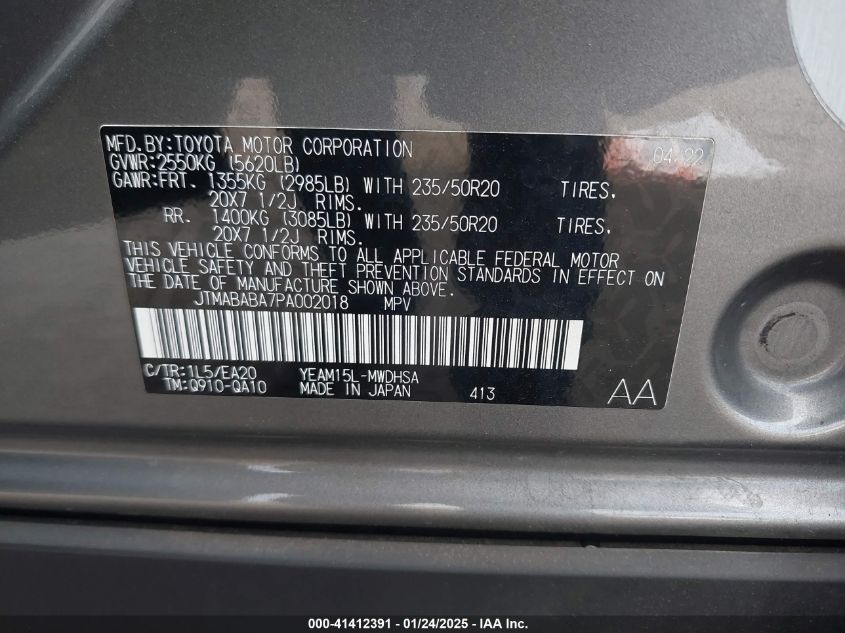 MFD.BY:TOYOTA MOTOR CORPORATION 04/22
GVWR:2550KG (5620LB)
GAWR:FRT. 1355KG (2985LB) WITH 235/50R20 TIRES.
20X7 1/2J RIMS.
RR. 1400KG (3085LB) WITH 235/50R20 TIRES.
20X7 1/2J RIMS.
THIS VEHICLE CONFORMS TO ALL APPLICABLE FEDERAL MOTOR
VEHICLE SAFETY AND THEFT PREVENTION STANDARDS IN EFFECT ON
THE DATE OF MANUFACTURE SHOWN ABOVE.
JTMABABA7PA002018 MPV
C/TR:1L5/EA20 YEAM15L-MWDHSA
TM:Q910-QA10 MADE IN JAPAN 413 AA
000-41412391 - 01/24/2025 - IAA Inc.